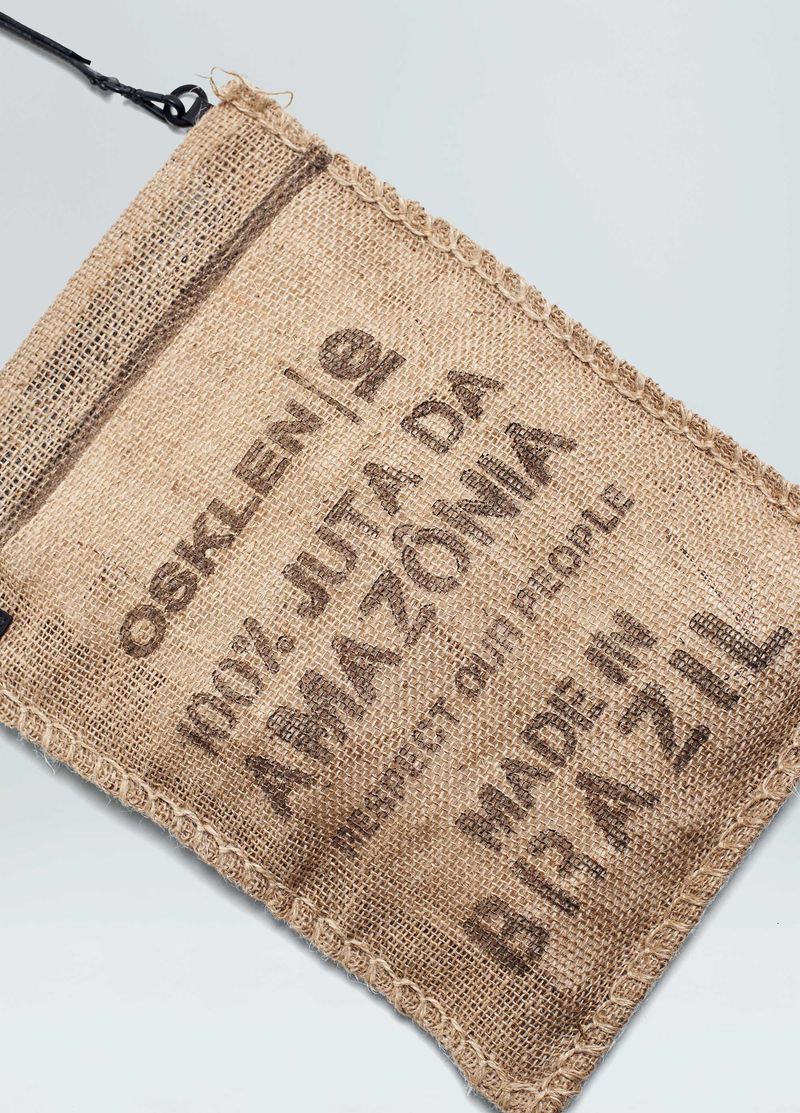 OSKLEN | e
100% JUTA DA
AMAZÔNIA
RESPECT OUR PEOPLE
MADE IN
BRAZIL